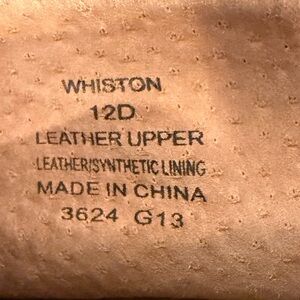 WHISTON
12D
LEATHER UPPER
LEATHER/SYNTHETIC LINING
MADE IN CHINA
3624 G13